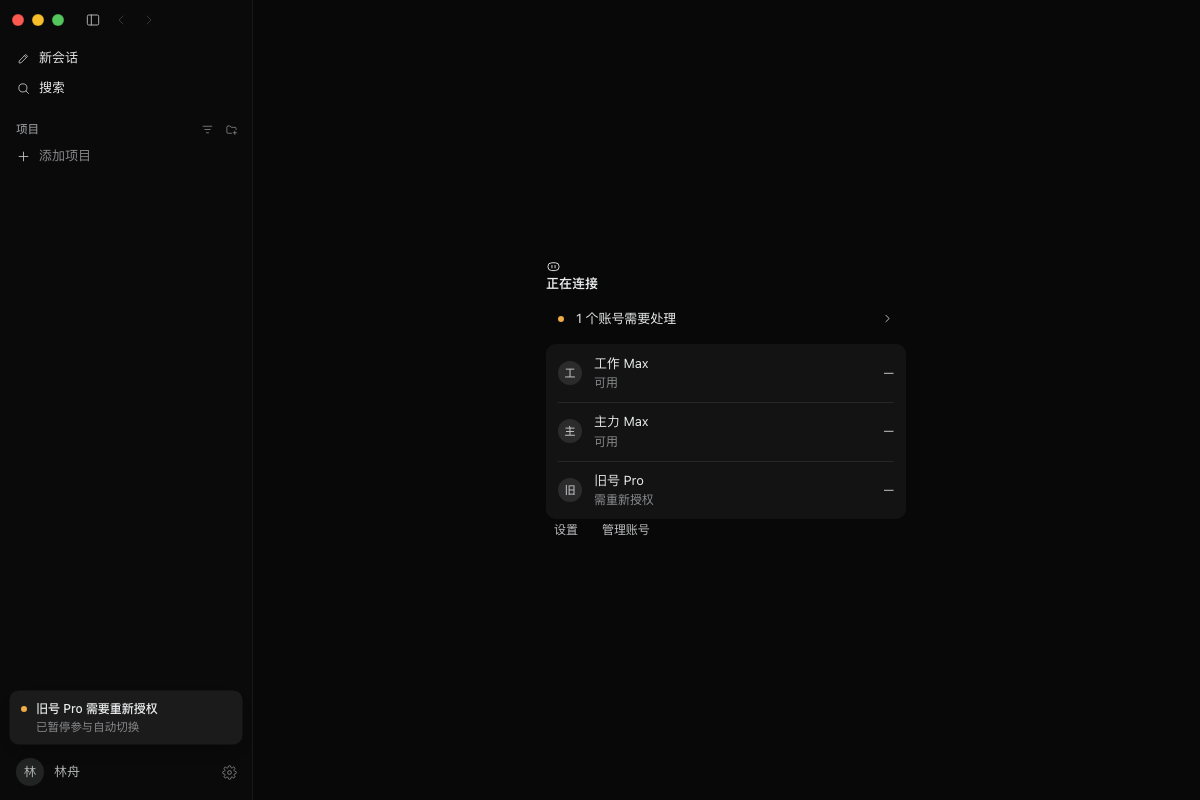 新会话
搜索
项目
添加项目
正在连接
1 个账号需要处理
工 工作 Max
可用
—
主 主力 Max
可用
—
旧 旧号 Pro
需重新授权
—
设置 管理账号
旧号 Pro 需要重新授权
已暂停参与自动切换
林 林舟